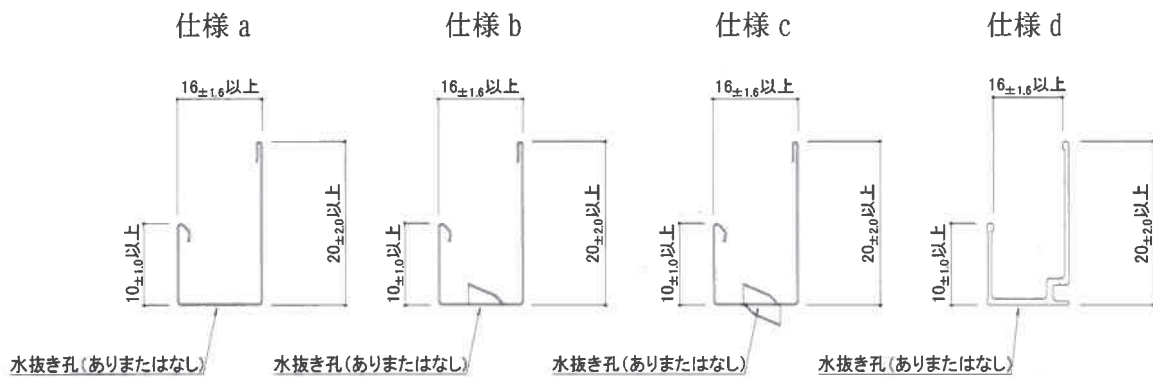 仕様 a
仕様 b
仕様 c
仕様 d
16±1.6以上
16±1.6以上
16±1.6以上
16±1.6以上
10±1.0以上
20±2.0以上
10±1.0以上
20±2.0以上
10±1.0以上
20±2.0以上
10±1.0以上
20±2.0以上
水抜き孔(ありまたはなし)
水抜き孔(ありまたはなし)
水抜き孔(ありまたはなし)
水抜き孔(ありまたはなし)